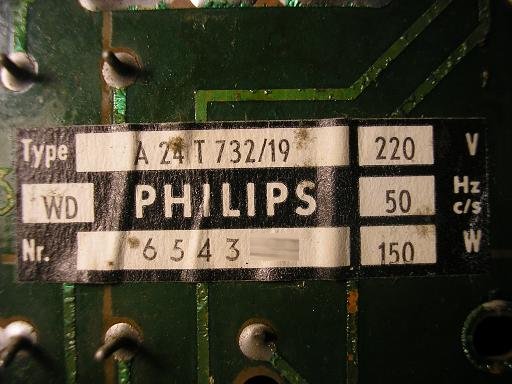 Type A 24 T 732/19 220 V
WD PHILIPS 50 Hz c/s
Nr. 6543 150 W